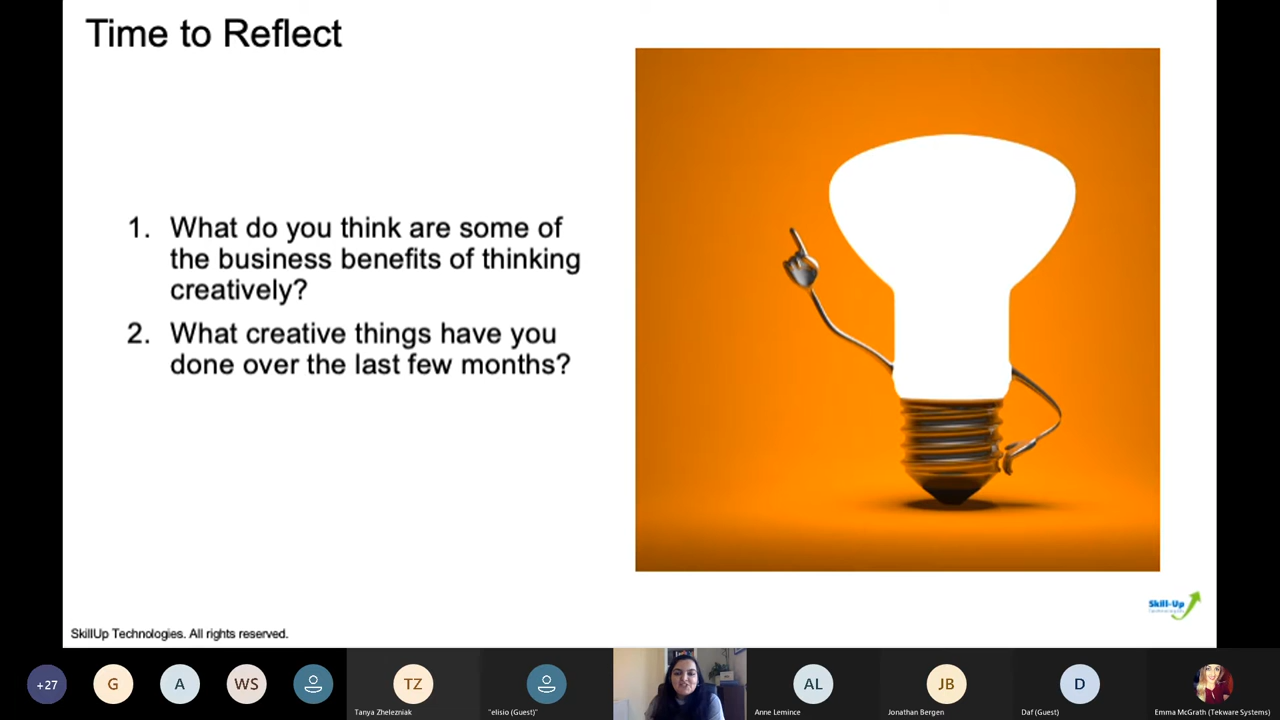 Time to Reflect
1. What do you think are some of
the business benefits of thinking
creatively?
2. What creative things have you
done over the last few months?
Skill-Up
SkillUp Technologies. All rights reserved.
+27
G
A
WS
TZ
AL
JB
D
Tanya Zhelezniak
"elisio (Guest)"
Anne Lemince
Jonathan Bergen
Daf (Guest)
Emma McGrath (Tekware Systems)